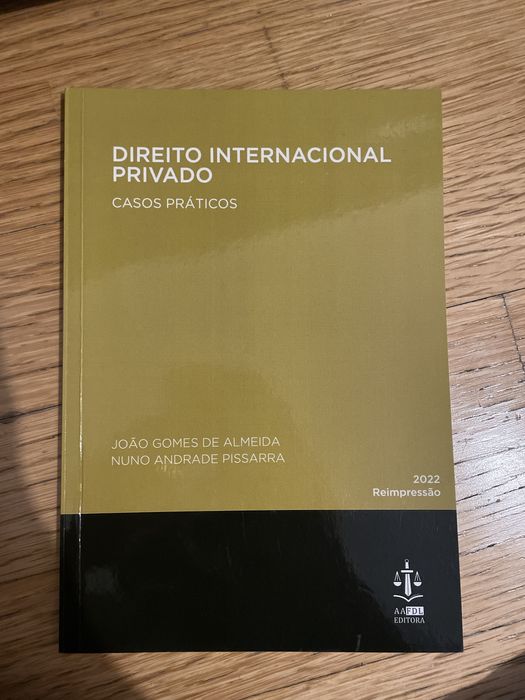 DIREITO INTERNACIONAL
PRIVADO
CASOS PRÁTICOS
JOÃO GOMES DE ALMEIDA
NUNO ANDRADE PISSARRA
2022
Reimpressão
AAFDL
EDITORA